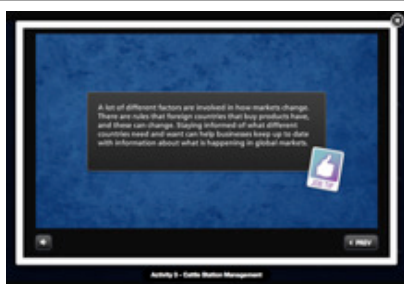 A lot of different factors are involved in how markets change.
There are rules that foreign countries that buy products have,
and these can change. Staying informed of what different
countries need and want can help businesses keep up to date
with information about what is happening in global markets.
JOB TIP
< PREV
Activity 3 - Cattle Station Management